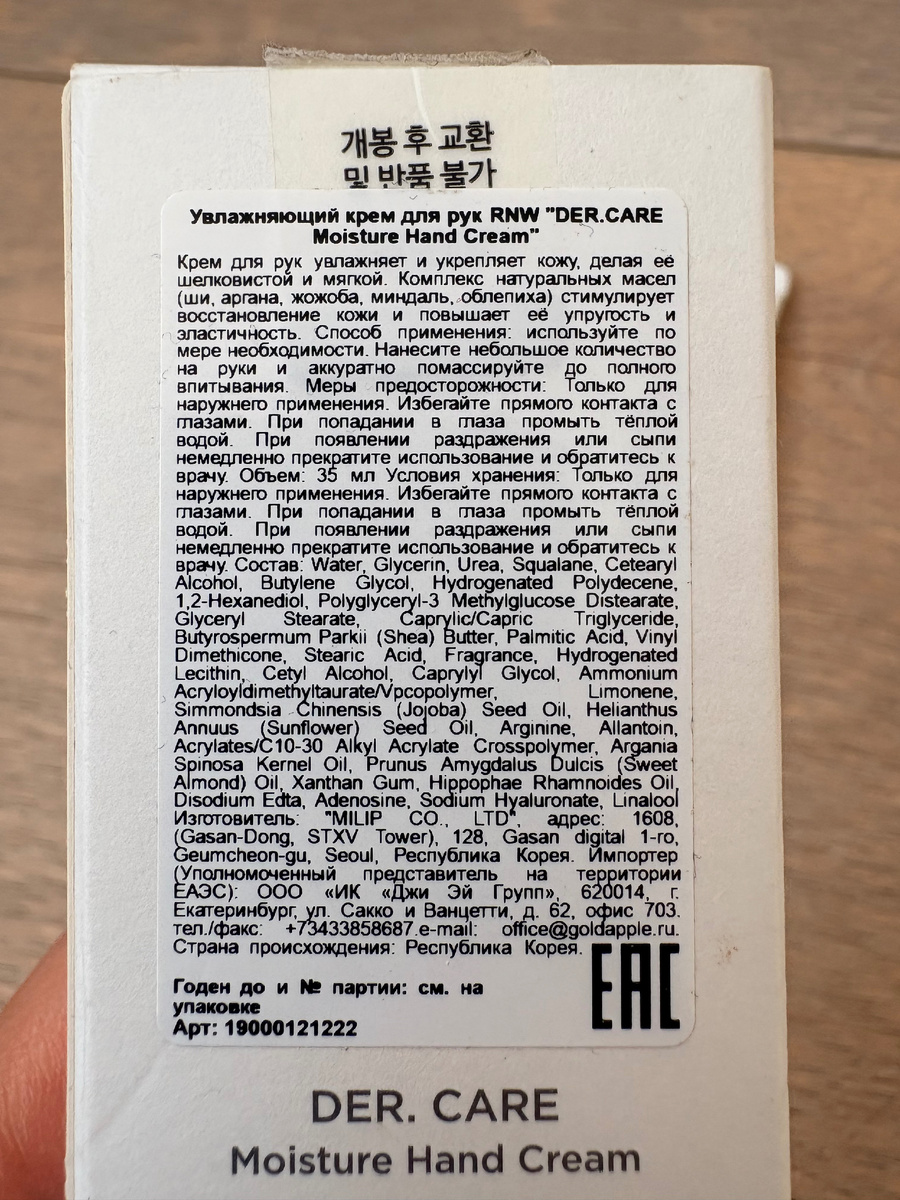 개봉 후 교환
및 반품 불가
Увлажняющий крем для рук RNW "DER.CARE
Moisture Hand Cream"
Крем для рук увлажняет и укрепляет кожу, делая её
шелковистой и мягкой. Комплекс натуральных масел
(ши, аргана, жожоба, миндаль, облепиха) стимулирует
восстановление кожи и повышает её упругость и
эластичность. Способ применения: используйте по
мере необходимости. Нанесите небольшое количество
на руки и аккуратно помассируйте до полного
впитывания. Меры предосторожности: Только для
наружнего применения. Избегайте прямого контакта с
глазами. При попадании в глаза промыть тёплой
водой. При появлении раздражения или сыпи
немедленно прекратите использование и обратитесь к
врачу. Объем: 35 мл Условия хранения: Только для
наружнего применения. Избегайте прямого контакта с
глазами. При попадании в глаза промыть тёплой
водой. При появлении раздражения или сыпи
немедленно прекратите использование и обратитесь к
врачу. Состав: Water, Glycerin, Urea, Squalane, Cetearyl
Alcohol, Butylene Glycol, Hydrogenated Polydecene,
1,2-Hexanediol, Polyglyceryl-3 Methylglucose Distearate,
Glyceryl Stearate, Caprylic/Capric Triglyceride,
Butyrospermum Parkii (Shea) Butter, Palmitic Acid, Vinyl
Dimethicone, Stearic Acid, Fragrance, Hydrogenated
Lecithin, Cetyl Alcohol, Caprylyl Glycol, Ammonium
Acryloyldimethyltaurate/Vpcopolymer, Limonene,
Simmondsia Chinensis (Jojoba) Seed Oil, Helianthus
Annuus (Sunflower) Seed Oil, Arginine, Allantoin,
Acrylates/C10-30 Alkyl Acrylate Crosspolymer, Argania
Spinosa Kernel Oil, Prunus Amygdalus Dulcis (Sweet
Almond) Oil, Xanthan Gum, Hippophae Rhamnoides Oil,
Disodium Edta, Adenosine, Sodium Hyaluronate, Linalool
Изготовитель: "MILIP CO., LTD", адрес: 1608,
(Gasan-Dong, STXV Tower), 128, Gasan digital 1-ro,
Geumcheon-gu, Seoul, Республика Корея. Импортер
(Уполномоченный представитель на территории
ЕАЭС): ООО «ИК «Джи Эй Групп», 620014, г.
Екатеринбург, ул. Сакко и Ванцетти, д. 62, офис 703.
тел./факс: +73433858687.e-mail: office@goldapple.ru.
Страна происхождения: Республика Корея.
EAC
Годен до и № партии: см. на
упаковке
Арт: 19000121222
DER. CARE
Moisture Hand Cream